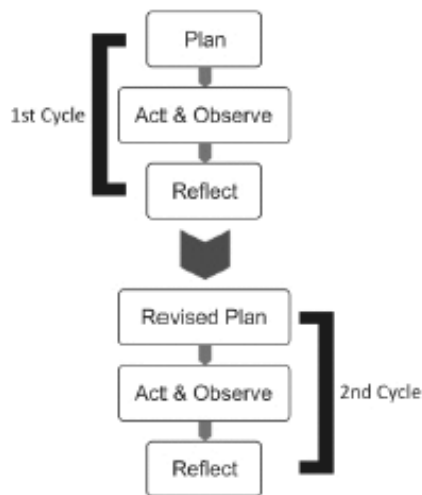 Plan
1st Cycle
Act & Observe
Reflect
Revised Plan
Act & Observe
2nd Cycle
Reflect